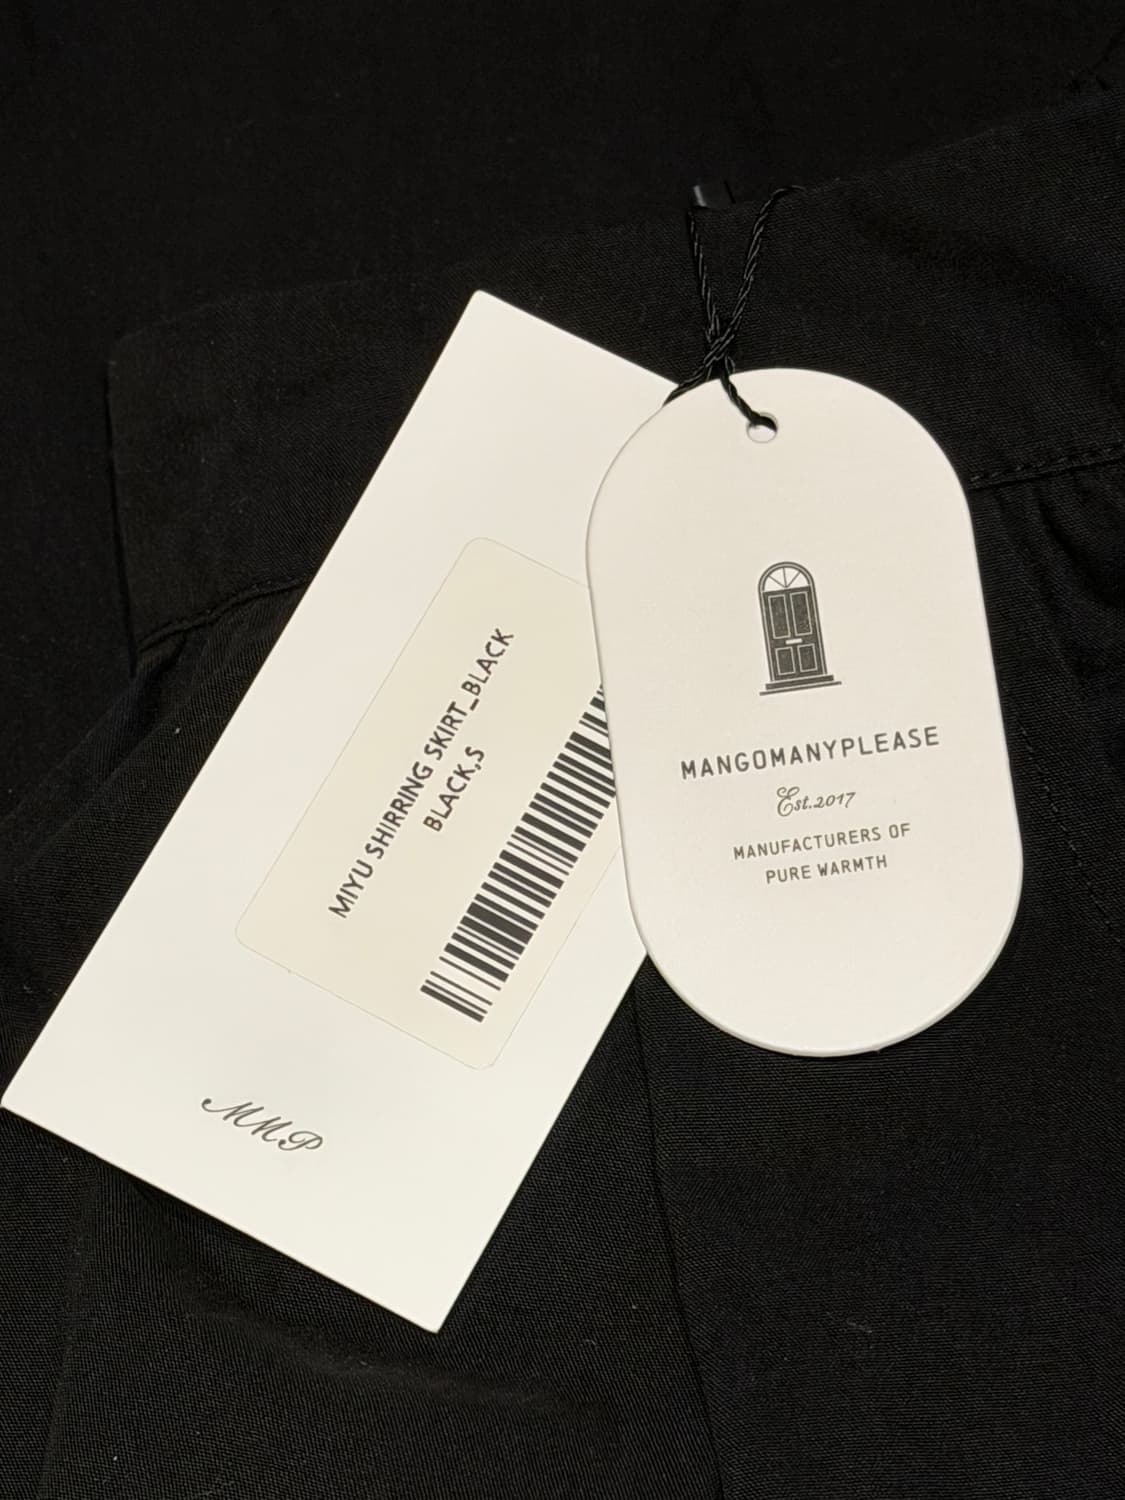 MIYU SHIRRING SKIRT_BLACK
BLACK,S
MMP
MANGOMANYPLEASE
Est.2017
MANUFACTURERS OF
PURE WARMTH